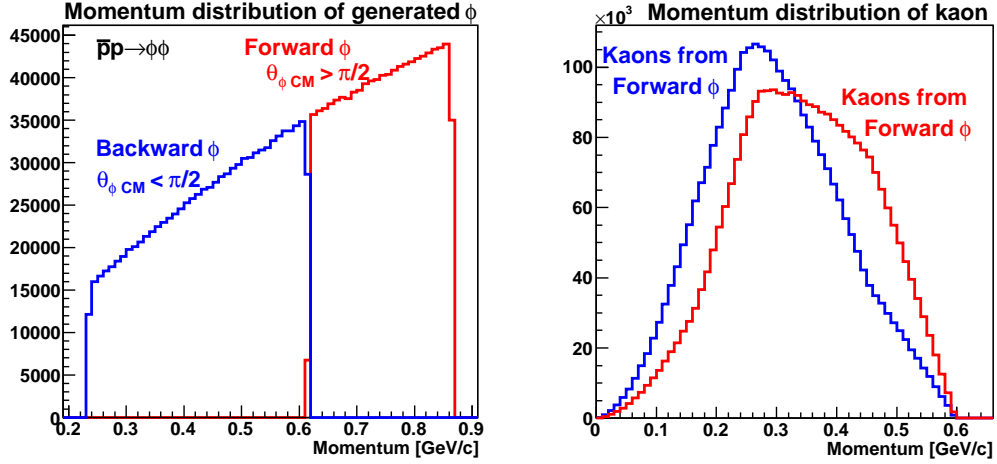 Momentum distribution of generated ϕ
45000
40000
35000
30000
25000
20000
15000
10000
5000
0
p̅p→ϕϕ
Forward ϕ
θϕ CM > π/2
Backward ϕ
θϕ CM < π/2
0.2 0.3 0.4 0.5 0.6 0.7 0.8 0.9
Momentum [GeV/c]
Momentum distribution of kaon
×10³
100
80
60
40
20
0
Kaons from
Forward ϕ
Kaons from
Forward ϕ
0 0.1 0.2 0.3 0.4 0.5 0.6
Momentum [GeV/c]